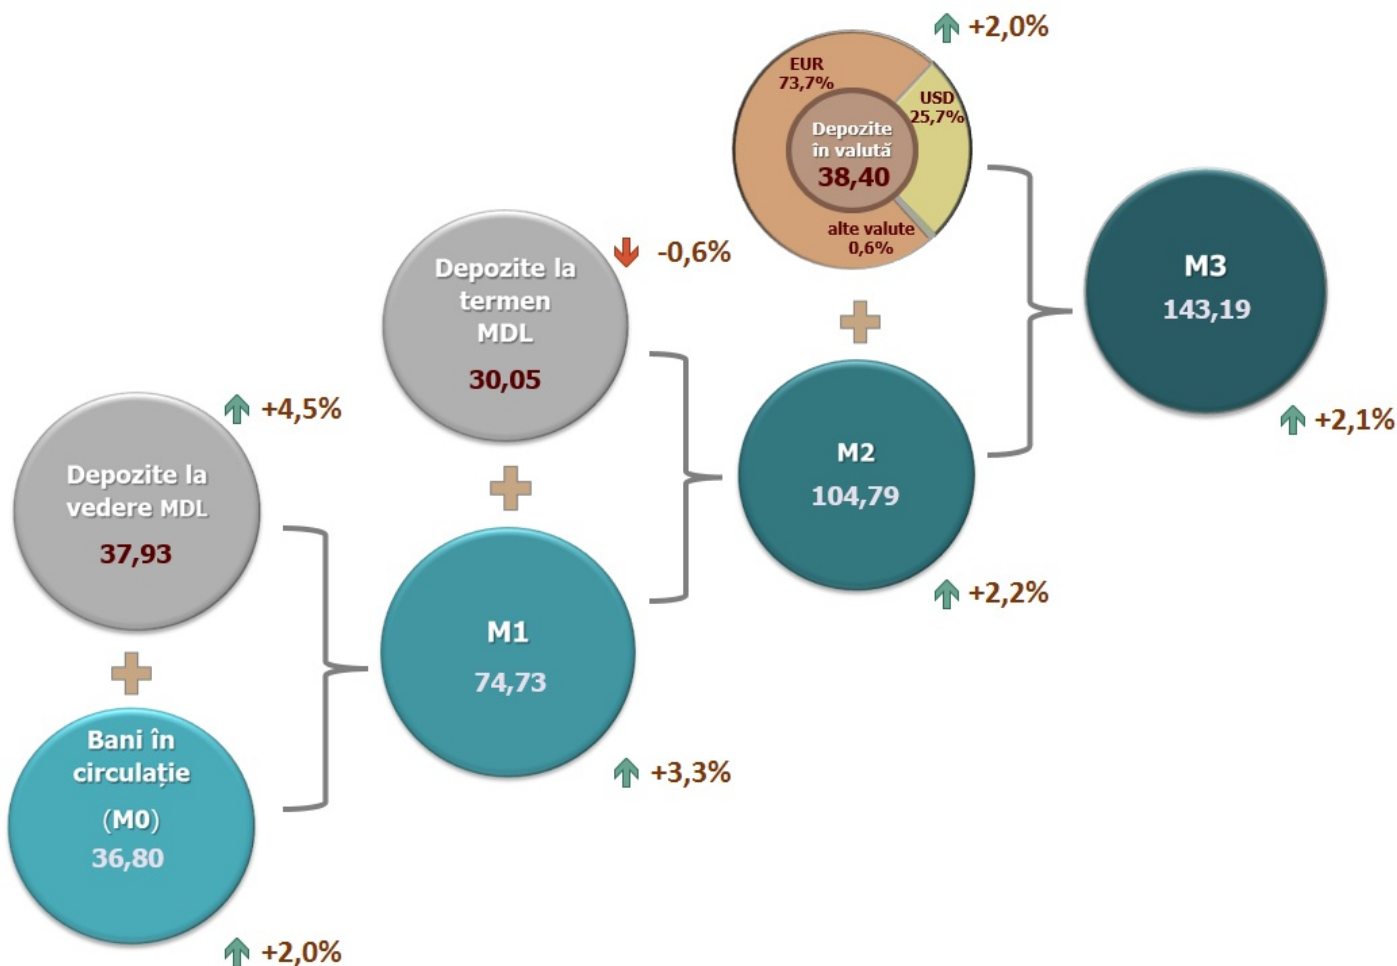 +2,0%
EUR
73,7%
USD
25,7%
Depozite
în valută
38,40
alte valute
0,6%
M3
143,19
+2,1%
Depozite la
termen
MDL
30,05
-0,6%
M2
104,79
+2,2%
+4,5%
Depozite la
vedere MDL
37,93
M1
74,73
+3,3%
Bani în
circulație
(M0)
36,80
+2,0%